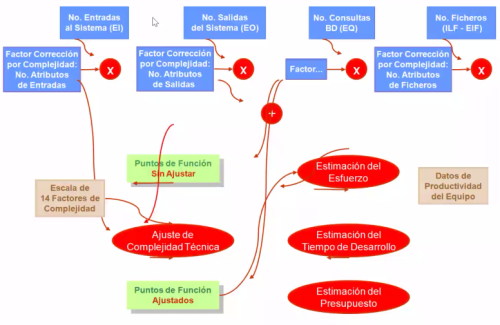 No. Entradas
al Sistema (EI)
No. Salidas
del Sistema (EO)
No. Consultas
BD (EQ)
No. Ficheros
(ILF - EIF)
Factor Corrección
por Complejidad:
No. Atributos
de Entradas
X
Factor Corrección
por Complejidad:
No. Atributos
de Salidas
X
Factor...
X
Factor Corrección
por Complejidad:
No. Atributos
de Ficheros
X
+
Puntos de Función
Sin Ajustar
Estimación del
Esfuerzo
Datos de
Productividad
del Equipo
Escala de
14 Factores de
Complejidad
Ajuste de
Complejidad Técnica
Estimación del
Tiempo de Desarrollo
Puntos de Función
Ajustados
Estimación del
Presupuesto